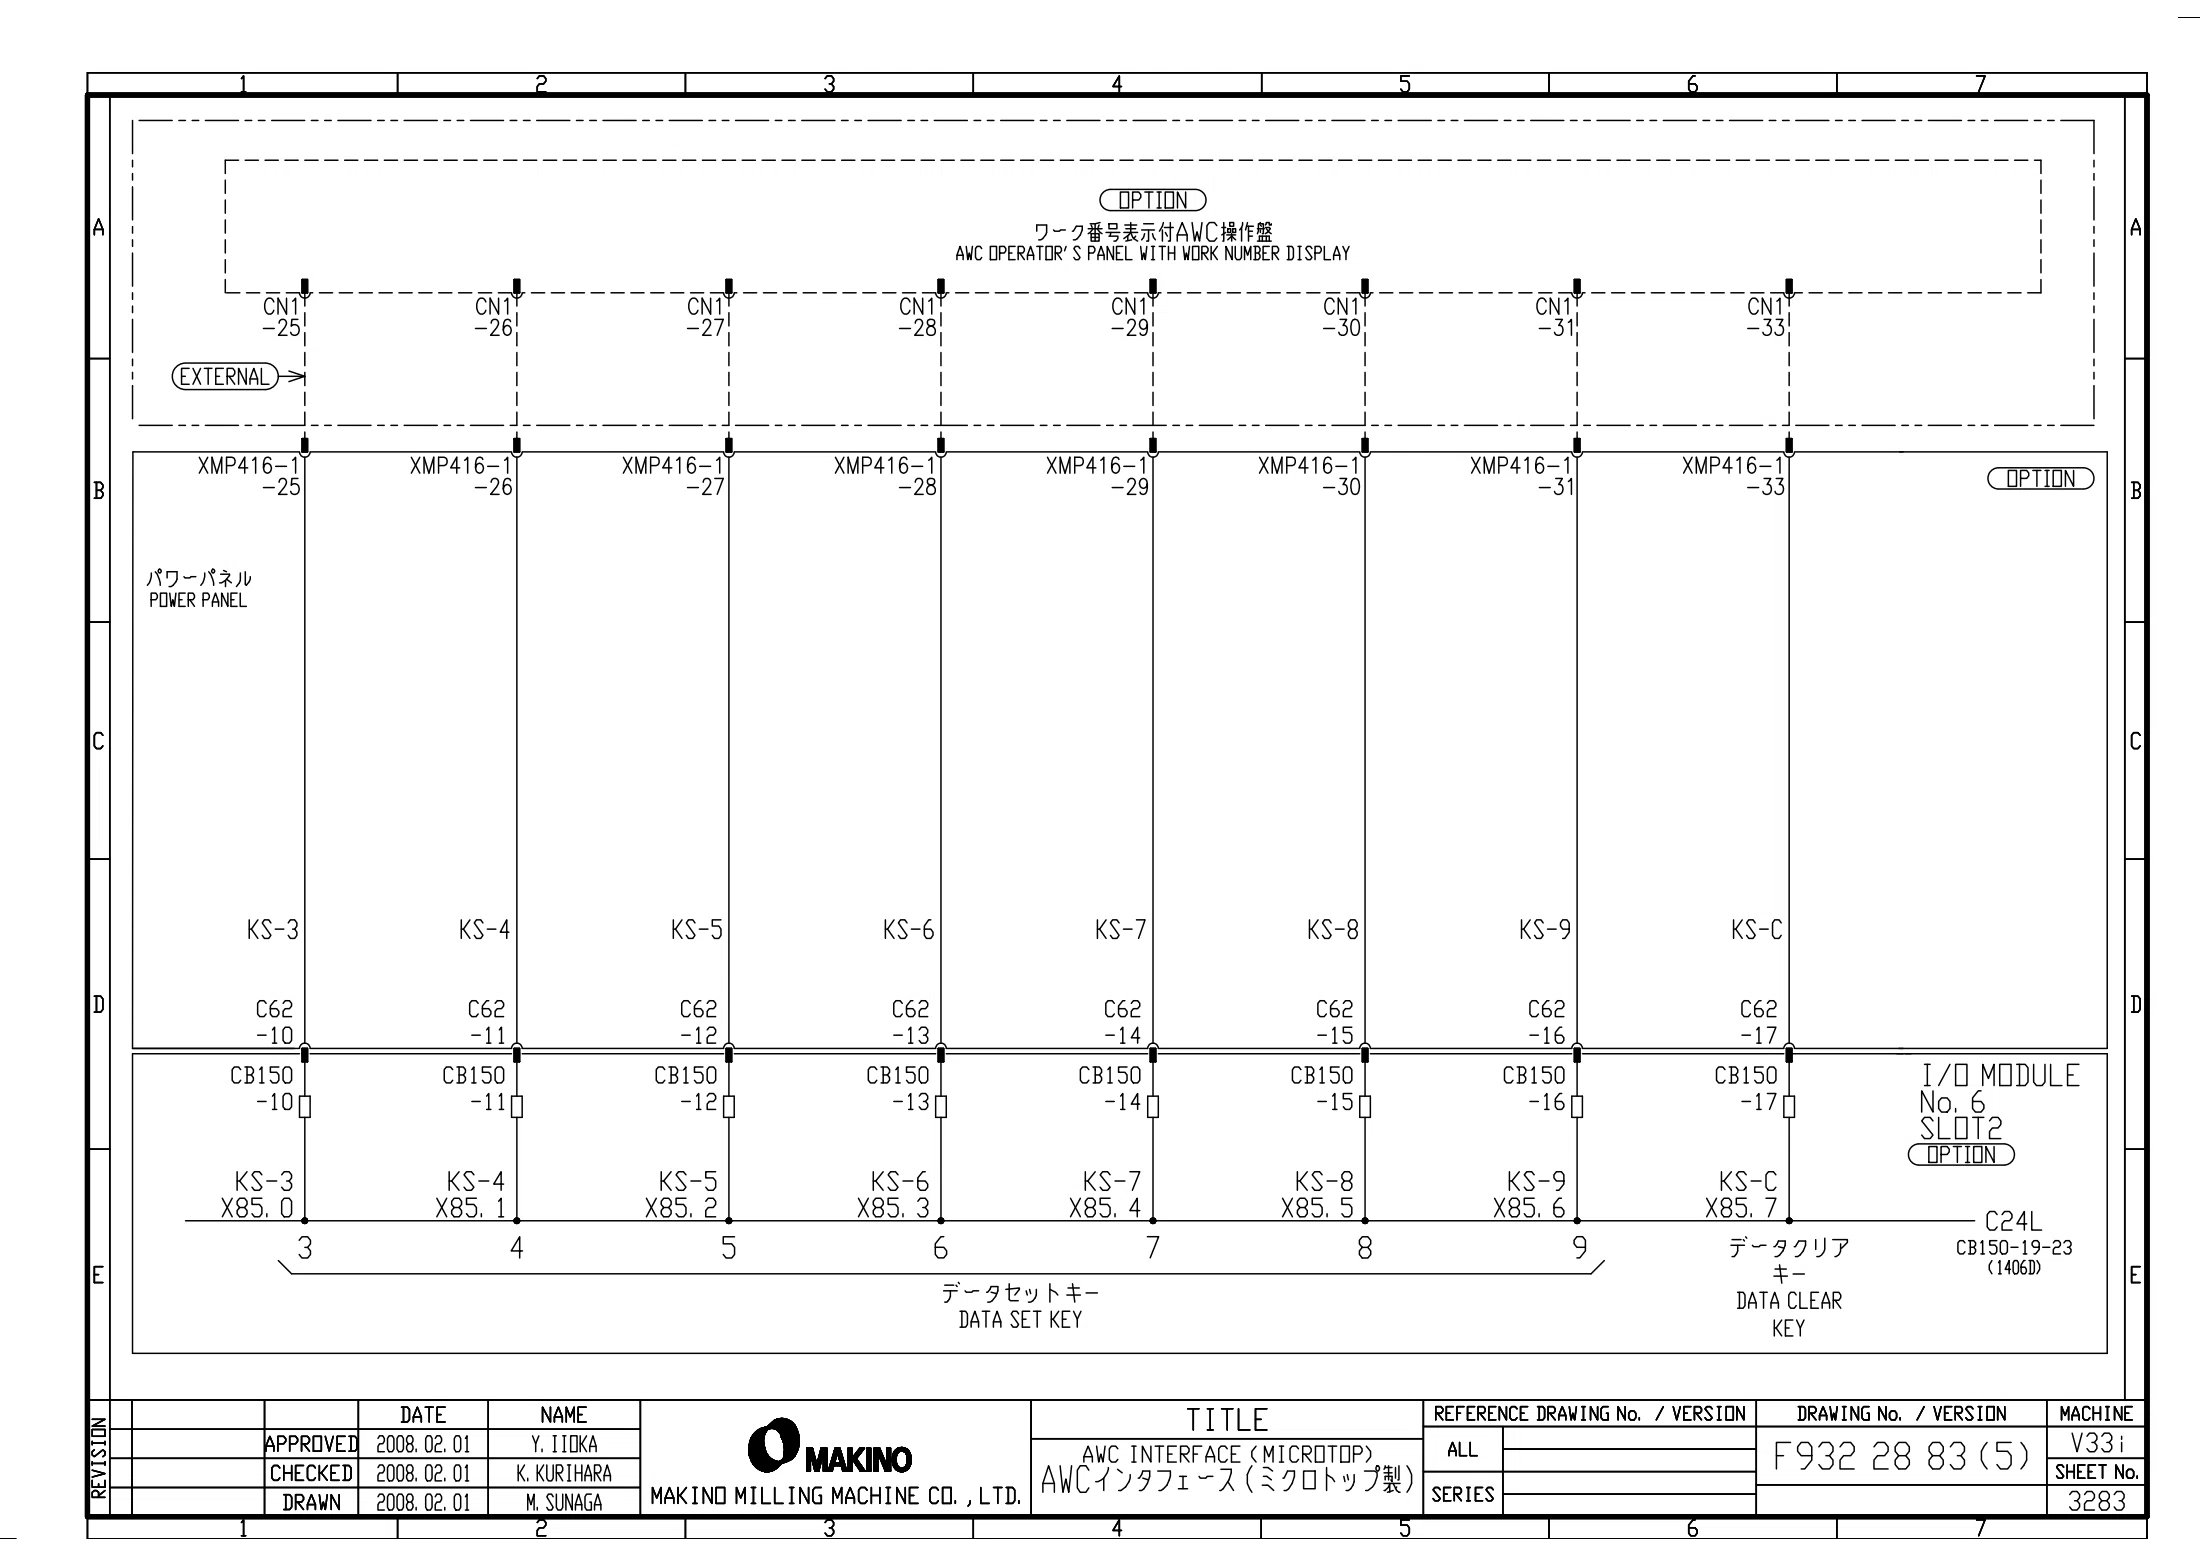 1 2 3 4 5 6 7
A A
OPTION
ワーク番号表示付AWC操作盤
AWC OPERATOR'S PANEL WITH WORK NUMBER DISPLAY
CN1 CN1 CN1 CN1 CN1 CN1 CN1 CN1
-25 -26 -27 -28 -29 -30 -31 -33
EXTERNAL
XMP416-1 XMP416-1 XMP416-1 XMP416-1 XMP416-1 XMP416-1 XMP416-1 XMP416-1
-25 -26 -27 -28 -29 -30 -31 -33
OPTION
B B
パワーパネル
POWER PANEL
C C
KS-3 KS-4 KS-5 KS-6 KS-7 KS-8 KS-9 KS-C
D D
C62 C62 C62 C62 C62 C62 C62 C62
-10 -11 -12 -13 -14 -15 -16 -17
CB150 CB150 CB150 CB150 CB150 CB150 CB150 CB150
-10 -11 -12 -13 -14 -15 -16 -17
I/O MODULE
No. 6
SLOT2
OPTION
KS-3 KS-4 KS-5 KS-6 KS-7 KS-8 KS-9 KS-C
X85. 0 X85. 1 X85. 2 X85. 3 X85. 4 X85. 5 X85. 6 X85. 7
C24L
CB150-19-23
(1406D)
3 4 5 6 7 8 9
データクリア
キー
DATA CLEAR
KEY
E E
データセットキー
DATA SET KEY
REVISION
DATE NAME
APPROVED 2008. 02. 01 Y. IIOKA
CHECKED 2008. 02. 01 K. KURIHARA
DRAWN 2008. 02. 01 M. SUNAGA
MAKINO
MAKINO MILLING MACHINE CO. , LTD.
TITLE
AWC INTERFACE (MICROTOP)
AWCインタフェース(ミクロトップ製)
REFERENCE DRAWING No. / VERSION
ALL
SERIES
DRAWING No. / VERSION
F932 28 83 (5)
MACHINE
V33i
SHEET No.
3283
1 2 3 4 5 6 7